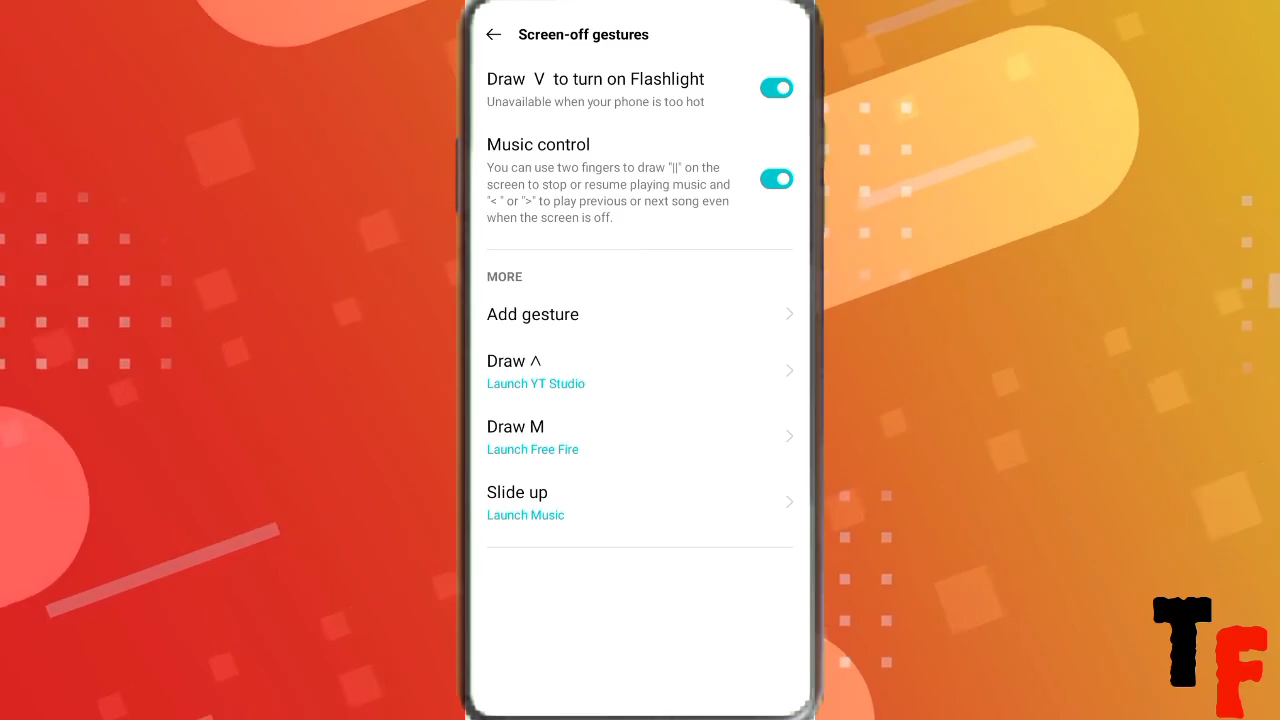 Screen-off gestures
Draw V to turn on Flashlight
Unavailable when your phone is too hot
Music control
You can use two fingers to draw "||" on the
screen to stop or resume playing music and
"< " or ">" to play previous or next song even
when the screen is off.
MORE
Add gesture
Draw ˄
Launch YT Studio
Draw M
Launch Free Fire
Slide up
Launch Music
TF